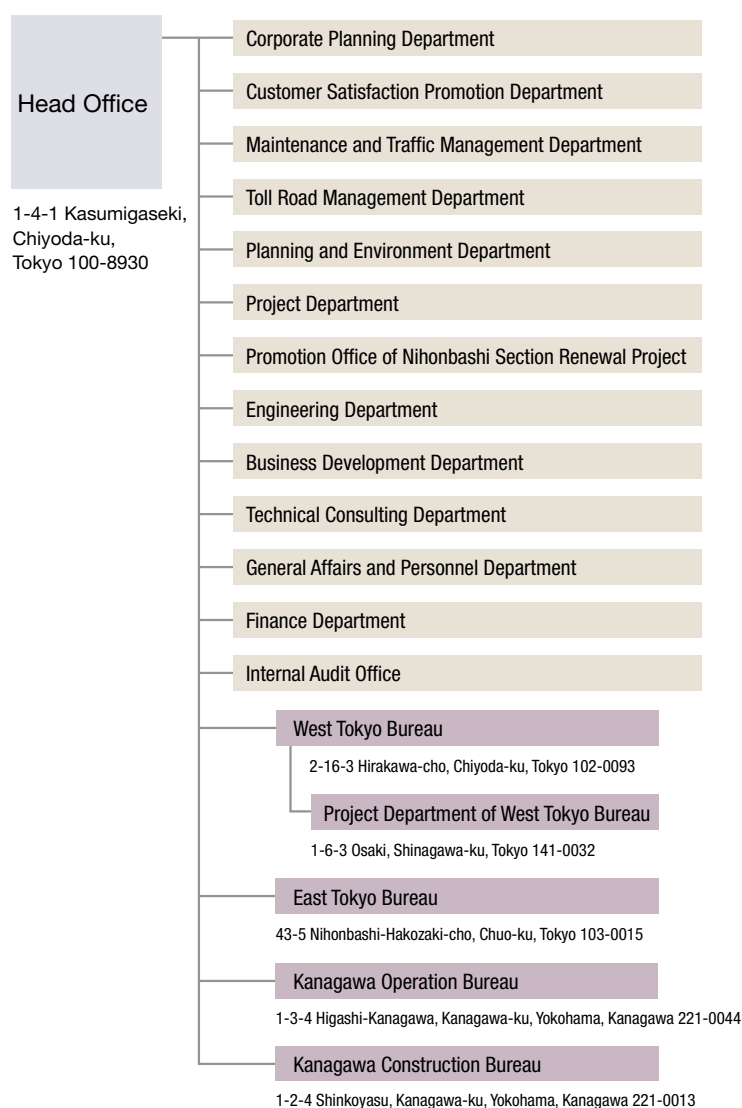 Head Office
1-4-1 Kasumigaseki,
Chiyoda-ku,
Tokyo 100-8930
Corporate Planning Department
Customer Satisfaction Promotion Department
Maintenance and Traffic Management Department
Toll Road Management Department
Planning and Environment Department
Project Department
Promotion Office of Nihonbashi Section Renewal Project
Engineering Department
Business Development Department
Technical Consulting Department
General Affairs and Personnel Department
Finance Department
Internal Audit Office
West Tokyo Bureau
2-16-3 Hirakawa-cho, Chiyoda-ku, Tokyo 102-0093
Project Department of West Tokyo Bureau
1-6-3 Osaki, Shinagawa-ku, Tokyo 141-0032
East Tokyo Bureau
43-5 Nihonbashi-Hakozaki-cho, Chuo-ku, Tokyo 103-0015
Kanagawa Operation Bureau
1-3-4 Higashi-Kanagawa, Kanagawa-ku, Yokohama, Kanagawa 221-0044
Kanagawa Construction Bureau
1-2-4 Shinkoyasu, Kanagawa-ku, Yokohama, Kanagawa 221-0013